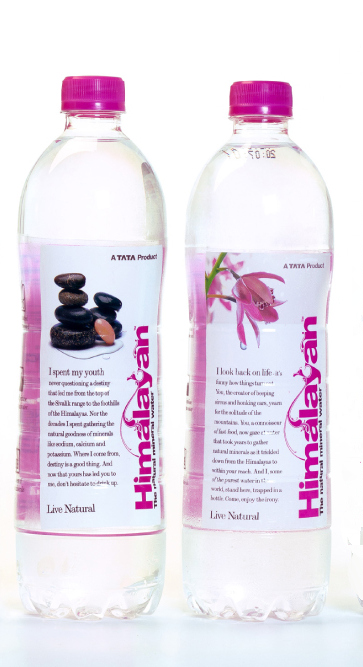 A TATA Product
I spent my youth
never questioning a destiny
that led me from the
Sivalik range to the foothills
of the Himalayas. Nor the
decades I spent gathering the
natural goodness of minerals
like sodium, calcium and
potassium. Where I come from,
destiny is a good thing. And
now that yours has led you to
me, don't hesitate to drink up.
Live Natural
Himalayan
The natural mineral water
A TATA Product
I look back on life. It's
funny how things
You, the creator of beeping
sirens and honking cars, yearn
for the solitude of the
mountains. You, a connoisseur
of fast food, now gaze at water
that took years to gather
natural minerals as it trickled
down from the Himalayas to
within your reach. And I, some
of the purest water in the
world, stand here, trapped in a
bottle. Come, enjoy the irony.
Live Natural
Himalayan
The natural mineral water